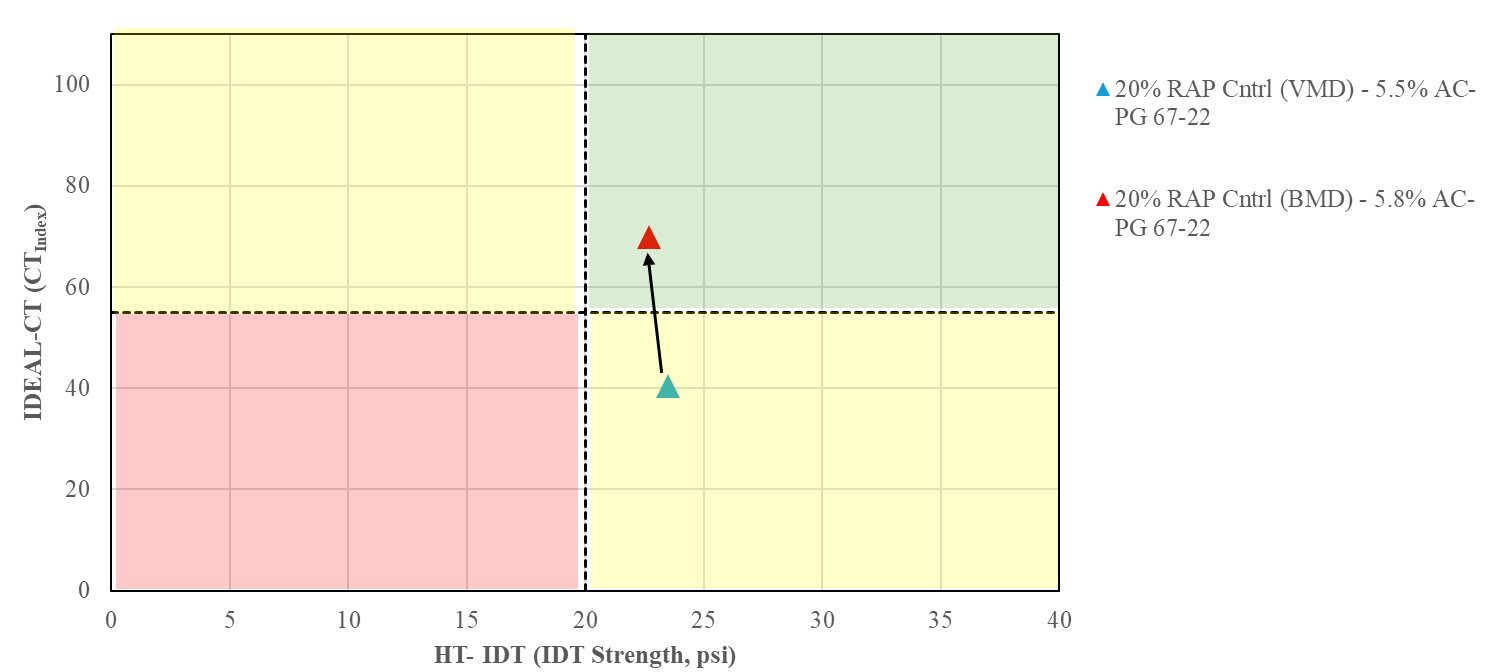 100
80
60
40
20
0
IDEAL-CT (CTIndex)
0 5 10 15 20 25 30 35 40
HT- IDT (IDT Strength, psi)
20% RAP Cntrl (VMD) - 5.5% AC-
PG 67-22
20% RAP Cntrl (BMD) - 5.8% AC-
PG 67-22